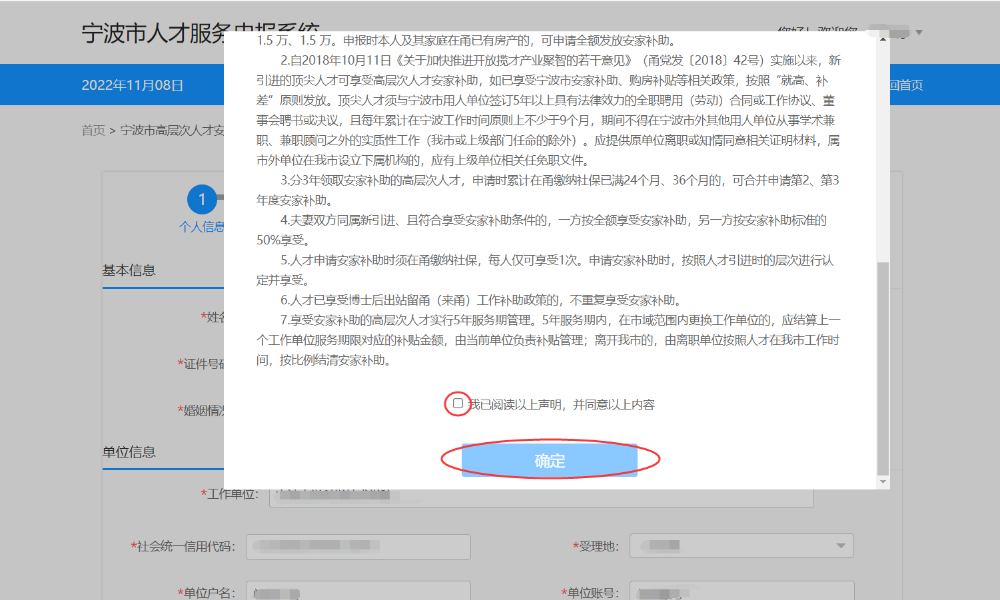 宁波市人才服务申报系统
您好！欢迎您
2022年11月08日
回首页
首页 > 宁波市高层次人才安
1
个人信息
基本信息
*姓名
*证件号码
*婚姻情况
单位信息
1.5 万、1.5 万。申报时本人及其家庭在甬已有房产的，可申请全额发放安家补助。
2.自2018年10月11日《关于加快推进开放揽才产业聚智的若干意见》（甬党发〔2018〕42号）实施以来，新
引进的顶尖人才可享受高层次人才安家补助，如已享受宁波市安家补助、购房补贴等相关政策，按照“就高、补
差”原则发放。顶尖人才须与宁波市用人单位签订5年以上具有法律效力的全职聘用（劳动）合同或工作协议、董
事会聘书或决议，且每年累计在宁波工作时间原则上不少于9个月，期间不得在宁波市外其他用人单位从事学术兼
职、兼职顾问之外的实质性工作（我市或上级部门任命的除外）。应提供原单位离职或知情同意相关证明材料，属
市外单位在我市设立下属机构的，应有上级单位相关任免职文件。
3.分3年领取安家补助的高层次人才，申请时累计在甬缴纳社保已满24个月、36个月的，可合并申请第2、第3
年度安家补助。
4.夫妻双方同属新引进、且符合享受安家补助条件的，一方按全额享受安家补助，另一方按安家补助标准的
50%享受。
5.人才申请安家补助时须在甬缴纳社保，每人仅可享受1次。申请安家补助时，按照人才引进时的层次进行认
定并享受。
6.人才已享受博士后出站留甬（来甬）工作补助政策的，不重复享受安家补助。
7.享受安家补助的高层次人才实行5年服务期管理。5年服务期内，在市域范围内更换工作单位的，应结算上一
个工作单位服务期限对应的补贴金额，由当前单位负责补贴管理；离开我市的，由离职单位按照人才在我市工作时
间，按比例结清安家补助。
我已阅读以上声明，并同意以上内容
确定
*工作单位：
*社会统一信用代码：
*受理地：
*单位户名：
*单位账号：